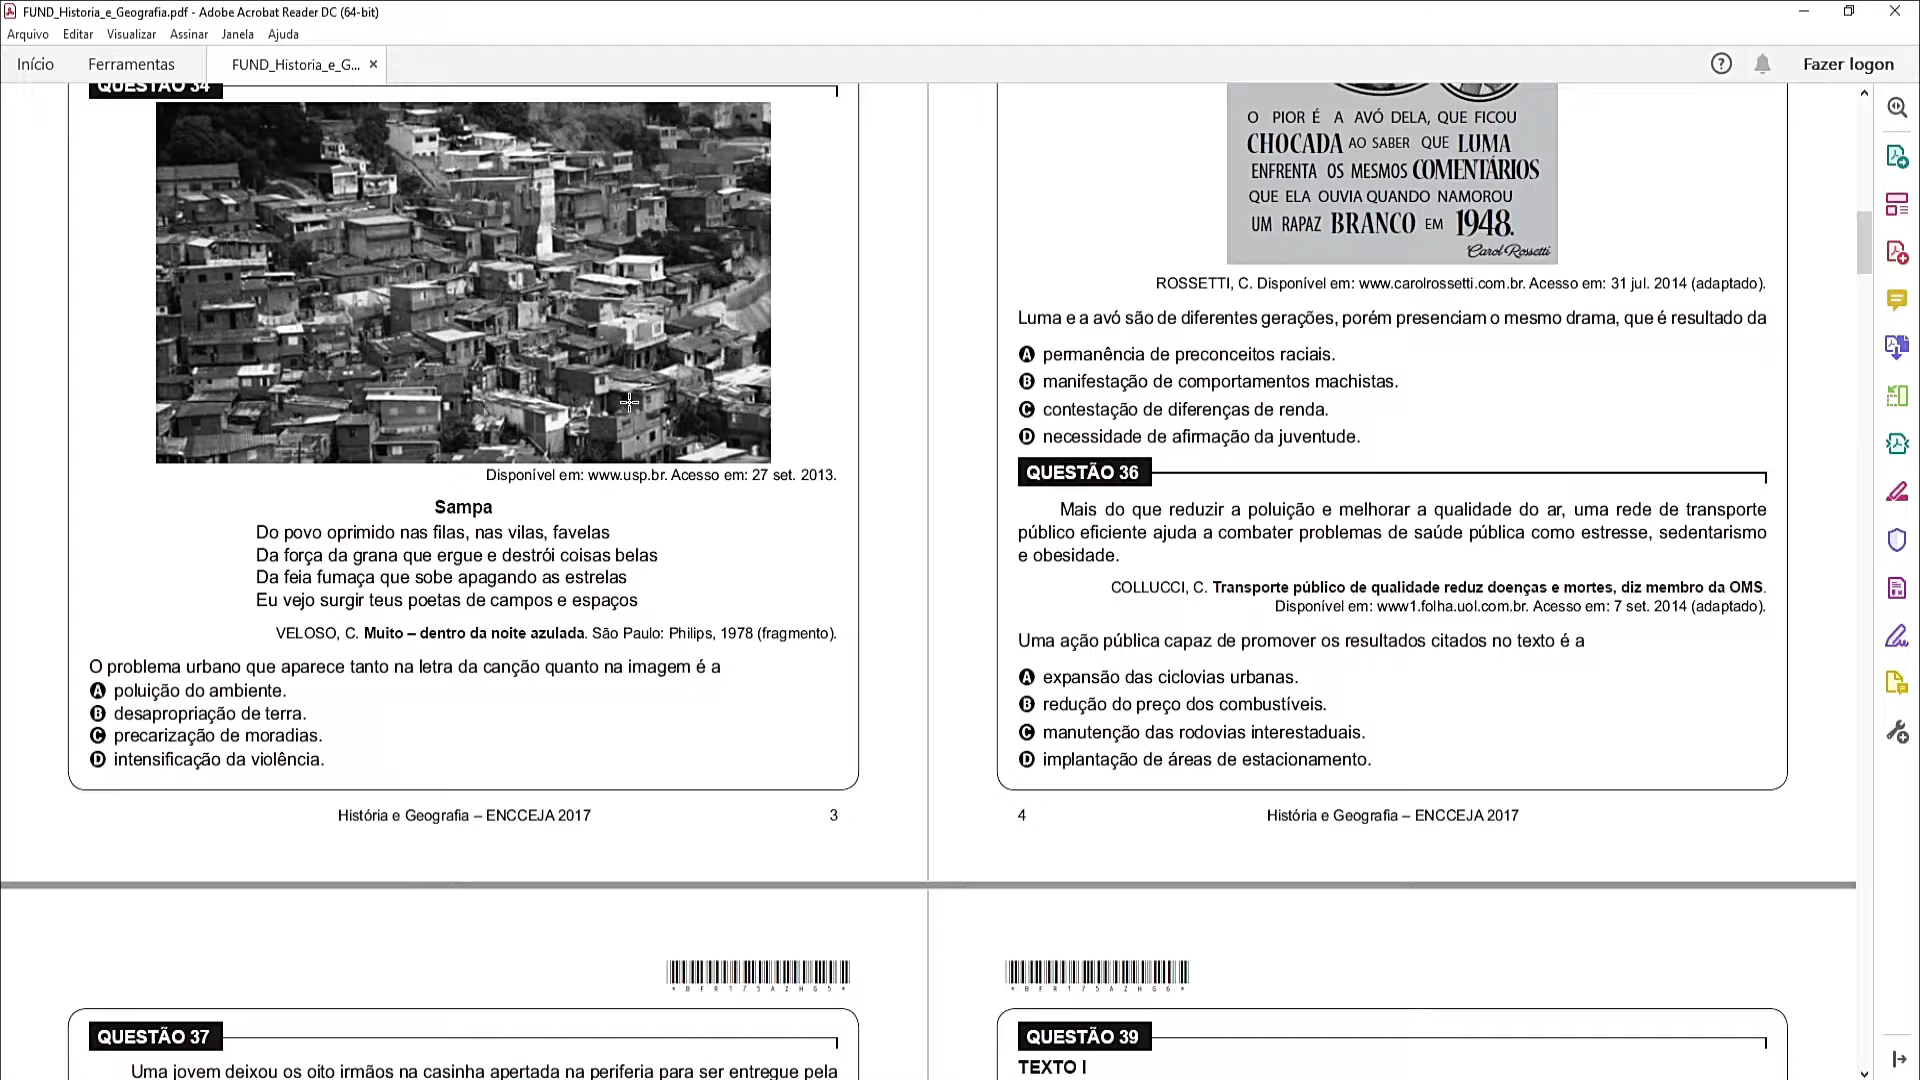 FUND_Historia_e_Geografia.pdf - Adobe Acrobat Reader DC (64-bit)
Arquivo Editar Visualizar Assinar Janela Ajuda
Início Ferramentas FUND_Historia_e_G... × Fazer logon
QUESTÃO 34
Disponível em: www.usp.br. Acesso em: 27 set. 2013.
Sampa
Do povo oprimido nas filas, nas vilas, favelas
Da força da grana que ergue e destrói coisas belas
Da feia fumaça que sobe apagando as estrelas
Eu vejo surgir teus poetas de campos e espaços
VELOSO, C. Muito – dentro da noite azulada. São Paulo: Philips, 1978 (fragmento).
O problema urbano que aparece tanto na letra da canção quanto na imagem é a
A poluição do ambiente.
B desapropriação de terra.
C precarização de moradias.
D intensificação da violência.
História e Geografia – ENCCEJA 2017 3
O PIOR É A AVÓ DELA, QUE FICOU
CHOCADA AO SABER QUE LUMA
ENFRENTA OS MESMOS COMENTÁRIOS
QUE ELA OUVIA QUANDO NAMOROU
UM RAPAZ BRANCO EM 1948.
Carol Rossetti
ROSSETTI, C. Disponível em: www.carolrossetti.com.br. Acesso em: 31 jul. 2014 (adaptado).
Luma e a avó são de diferentes gerações, porém presenciam o mesmo drama, que é resultado da
A permanência de preconceitos raciais.
B manifestação de comportamentos machistas.
C contestação de diferenças de renda.
D necessidade de afirmação da juventude.
QUESTÃO 36
Mais do que reduzir a poluição e melhorar a qualidade do ar, uma rede de transporte
público eficiente ajuda a combater problemas de saúde pública como estresse, sedentarismo
e obesidade.
COLLUCCI, C. Transporte público de qualidade reduz doenças e mortes, diz membro da OMS.
Disponível em: www1.folha.uol.com.br. Acesso em: 7 set. 2014 (adaptado).
Uma ação pública capaz de promover os resultados citados no texto é a
A expansão das ciclovias urbanas.
B redução do preço dos combustíveis.
C manutenção das rodovias interestaduais.
D implantação de áreas de estacionamento.
4 História e Geografia – ENCCEJA 2017
*BFR175AZHG5*
QUESTÃO 37
Uma jovem deixou os oito irmãos na casinha apertada na periferia para ser entregue pela
*BFR175AZHG6*
QUESTÃO 39
TEXTO I